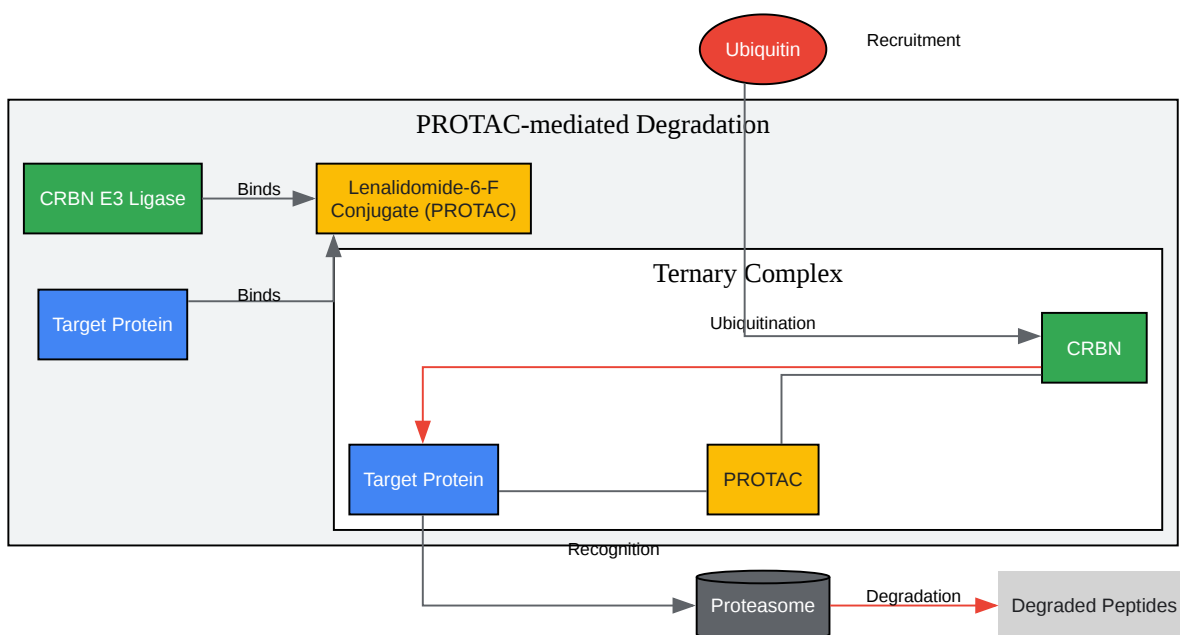 Ubiquitin
Recruitment
PROTAC-mediated Degradation
CRBN E3 Ligase
Binds
Lenalidomide-6-F
Conjugate (PROTAC)
Ternary Complex
Binds
Target Protein
Ubiquitination
CRBN
Target Protein
PROTAC
Recognition
Proteasome
Degradation
Degraded Peptides